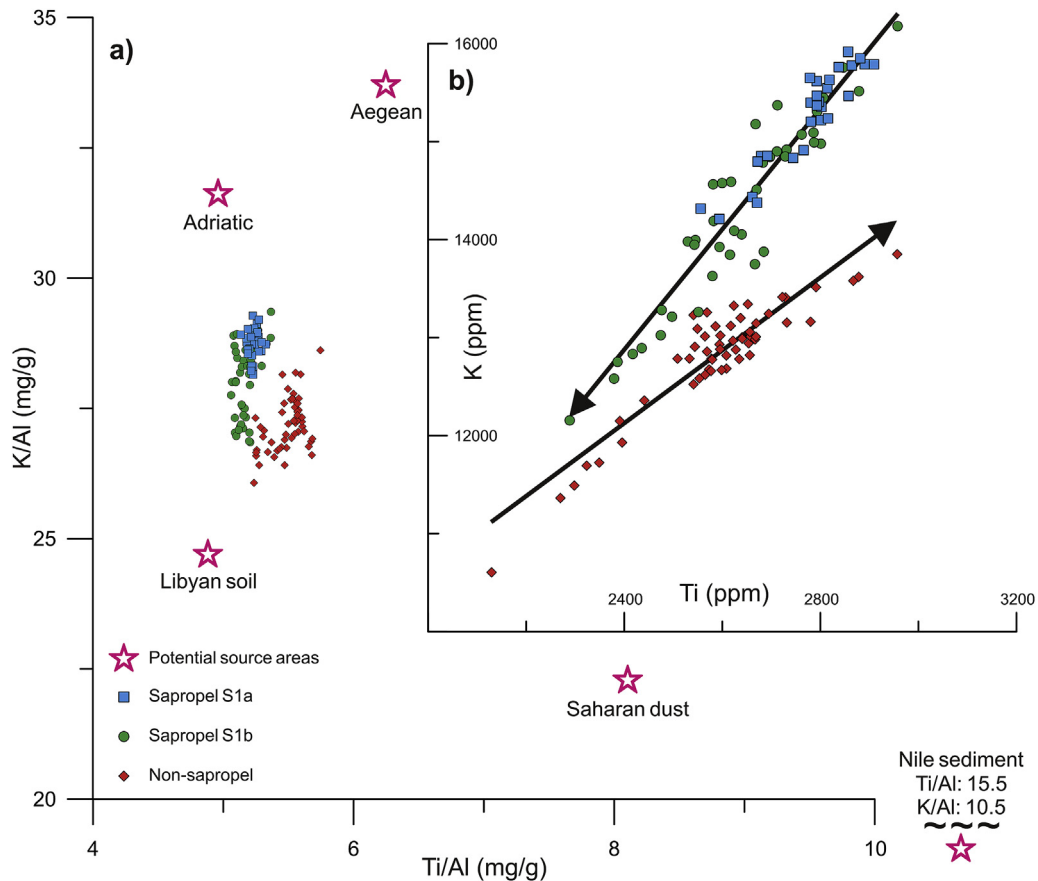 35
a)
b)
16000
Aegean
Adriatic
14000
30
K/Al (mg/g)
K (ppm)
12000
25
Libyan soil
Ti (ppm)
2400
2800
3200
Potential source areas
Sapropel S1a
Sapropel S1b
Non-sapropel
Saharan dust
Nile sediment
Ti/Al: 15.5
K/Al: 10.5
20
4
6
8
10
Ti/Al (mg/g)